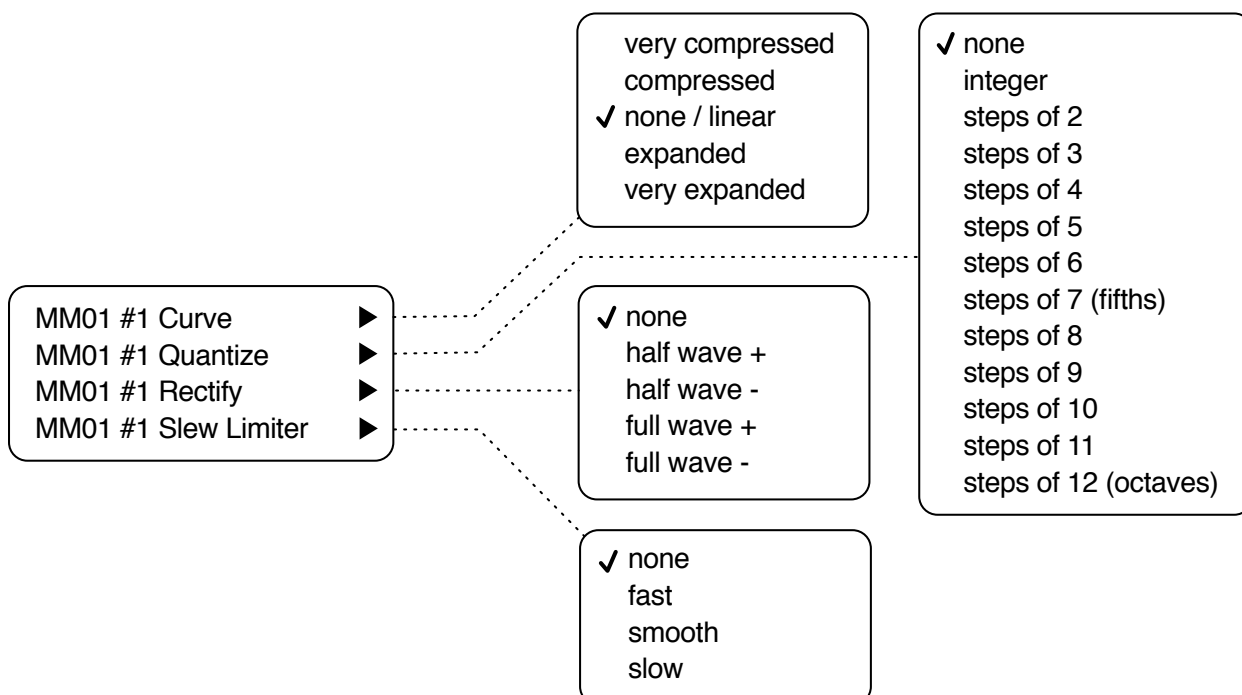 MM01 #1 Curve
MM01 #1 Quantize
MM01 #1 Rectify
MM01 #1 Slew Limiter
very compressed
compressed
✓ none / linear
expanded
very expanded
✓ none
integer
steps of 2
steps of 3
steps of 4
steps of 5
steps of 6
steps of 7 (fifths)
steps of 8
steps of 9
steps of 10
steps of 11
steps of 12 (octaves)
✓ none
half wave +
half wave -
full wave +
full wave -
✓ none
fast
smooth
slow